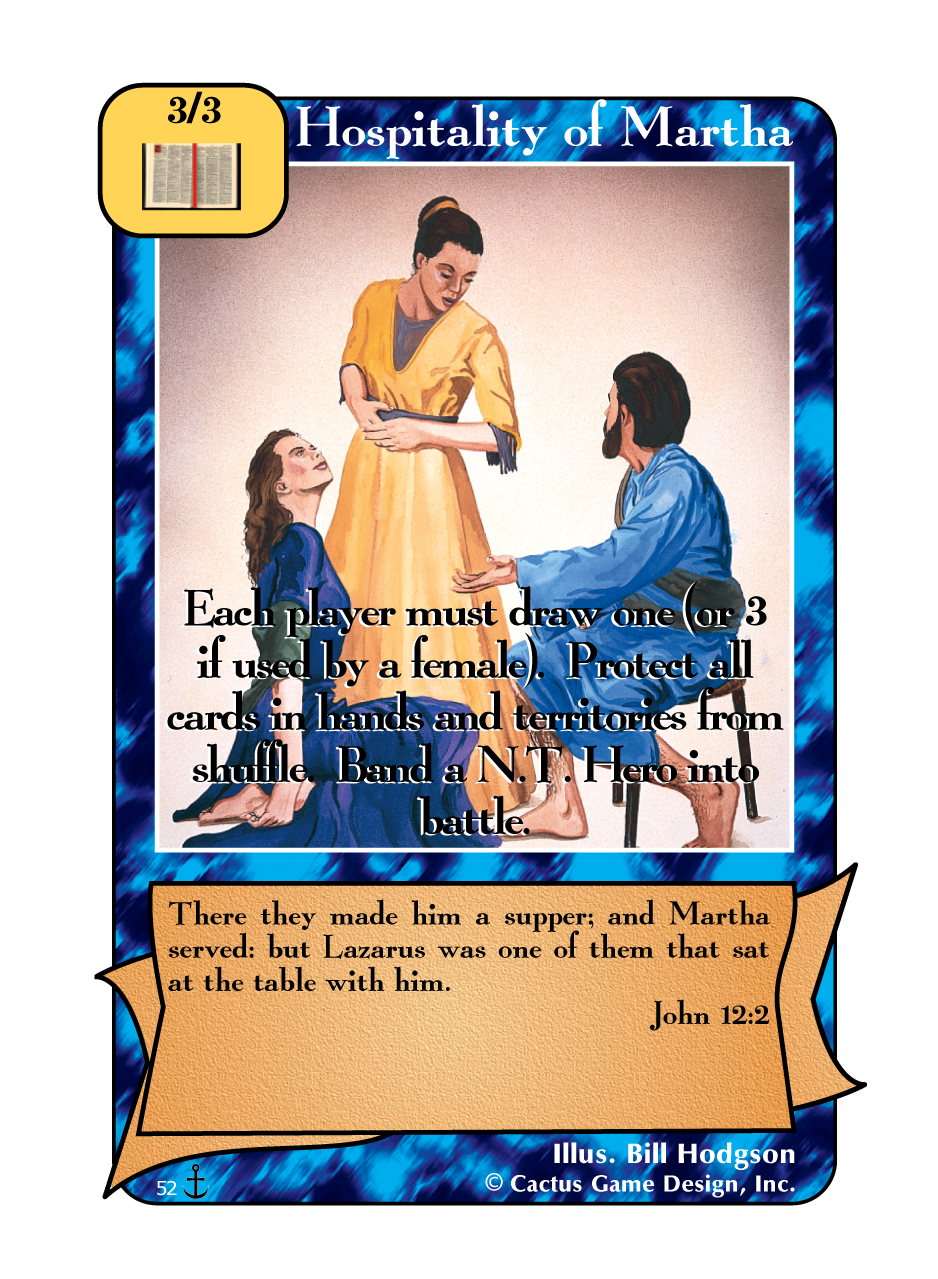 3/3
Hospitality of Martha
Each player must draw one (or 3
if used by a female).  Protect all
cards in hands and territories from
shuffle.  Band a N.T. Hero into
battle.
There they made him a supper; and Martha
served: but Lazarus was one of them that sat
at the table with him.
John 12:2
Illus. Bill Hodgson
52
© Cactus Game Design, Inc.